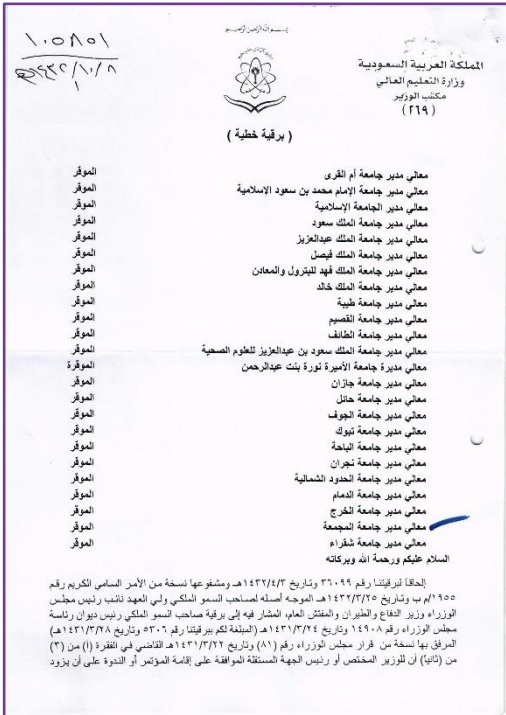 بسم الله الرحمن الرحيم
١٠٥٨٠١
١٤٣٢/١٠/٨هـ
المملكة العربية السعودية
وزارة التعليم العالي
مكتب الوزير
(٢٦٩)
( برقية خطية )
معالي مدير جامعة أم القرى الموقر
معالي مدير جامعة الإمام محمد بن سعود الإسلامية الموقر
معالي مدير الجامعة الإسلامية الموقر
معالي مدير جامعة الملك سعود الموقر
معالي مدير جامعة الملك عبدالعزيز الموقر
معالي مدير جامعة الملك فيصل الموقر
معالي مدير جامعة الملك فهد للبترول والمعادن الموقر
معالي مدير جامعة الملك خالد الموقر
معالي مدير جامعة طيبة الموقر
معالي مدير جامعة القصيم الموقر
معالي مدير جامعة الطائف الموقر
معالي مدير جامعة الملك سعود بن عبدالعزيز للعلوم الصحية الموقر
معالي مديرة جامعة الأميرة نورة بنت عبدالرحمن الموقرة
معالي مدير جامعة جازان الموقر
معالي مدير جامعة حائل الموقر
معالي مدير جامعة الجوف الموقر
معالي مدير جامعة تبوك الموقر
معالي مدير جامعة الباحة الموقر
معالي مدير جامعة نجران الموقر
معالي مدير جامعة الحدود الشمالية الموقر
معالي مدير جامعة الدمام الموقر
معالي مدير جامعة الخرج الموقر
معالي مدير جامعة المجمعة الموقر
معالي مدير جامعة شقراء الموقر
السلام عليكم ورحمة الله وبركاته
إلحاقا لبرقيتنا رقم ٣٦٠٩٩ وتاريخ ١٤٣٢/٤/٣هـ ومشفوعها نسخة من الأمر السامي الكريم رقم
١٩٥٥/م ب وتاريخ ١٤٣٢/٣/٢٥هـ الموجه أصله لصاحب السمو الملكي ولي العهد نائب رئيس مجلس
الوزراء وزير الدفاع والطيران والمفتش العام، المشار فيه إلى برقية صاحب السمو الملكي رئيس ديوان رئاسة
مجلس الوزراء رقم ١٤٩٠٨ وتاريخ ١٤٣١/٣/٢٤هـ (المبلغة لكم ببرقيتنا رقم ٥٣٠٦ وتاريخ ١٤٣١/٣/٢٨هـ)
المرفق بها نسخة من قرار مجلس الوزراء رقم (٨١) وتاريخ ١٤٣١/٣/٢٢هـ القاضي في الفقرة (أ) من (٣)
من (ثانيا) أن للوزير المختص أو رئيس الجهة المستقلة الموافقة على إقامة المؤتمر أو الندوة على أن يزود